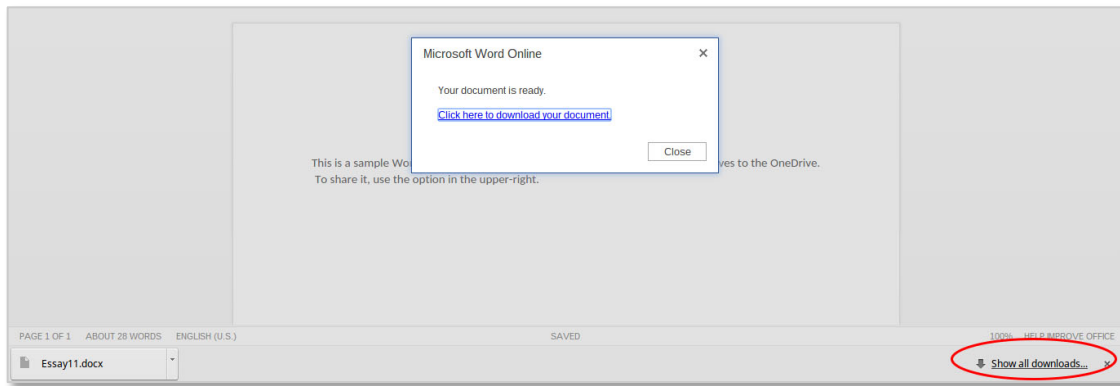 Microsoft Word Online ×
Your document is ready.
Click here to download your document.
Close
This is a sample Wo ves to the OneDrive.
To share it, use the option in the upper-right.
PAGE 1 OF 1 ABOUT 28 WORDS ENGLISH (U.S.) SAVED 100% HELP IMPROVE OFFICE
Essay11.docx Show all downloads... ×